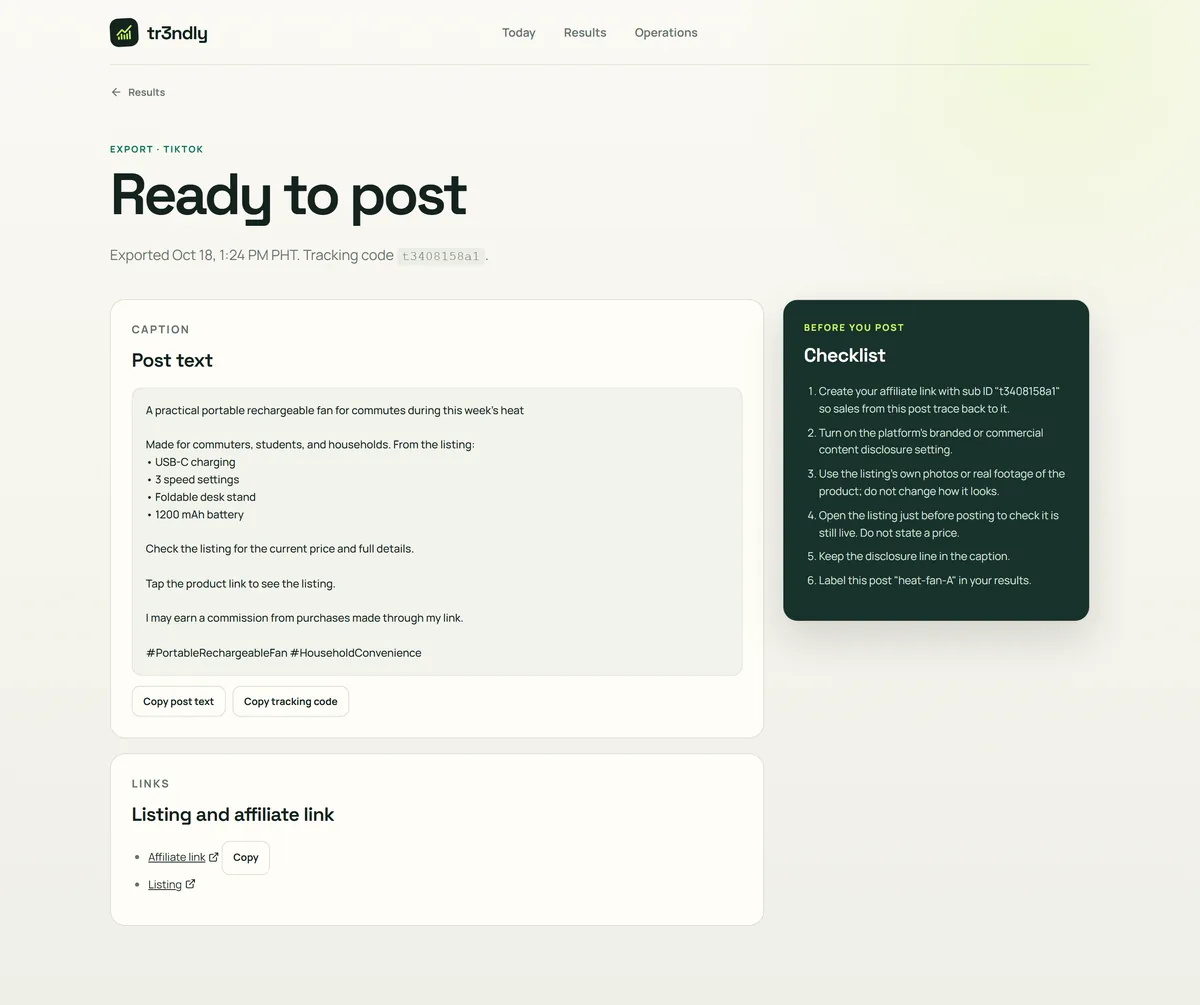 tr3ndly
Today
Results
Operations
Results
EXPORT · TIKTOK
Ready to post
Exported Oct 18, 1:24 PM PHT. Tracking code t3408158a1.
CAPTION
Post text
A practical portable rechargeable fan for commutes during this week's heat
Made for commuters, students, and households. From the listing:
• USB-C charging
• 3 speed settings
• Foldable desk stand
• 1200 mAh battery
Check the listing for the current price and full details.
Tap the product link to see the listing.
I may earn a commission from purchases made through my link.
#PortableRechargeableFan #HouseholdConvenience
Copy post text
Copy tracking code
LINKS
Listing and affiliate link
• Affiliate link
Copy
• Listing
BEFORE YOU POST
Checklist
1. Create your affiliate link with sub ID "t3408158a1"
so sales from this post trace back to it.
2. Turn on the platform's branded or commercial
content disclosure setting.
3. Use the listing's own photos or real footage of the
product; do not change how it looks.
4. Open the listing just before posting to check it is
still live. Do not state a price.
5. Keep the disclosure line in the caption.
6. Label this post "heat-fan-A" in your results.